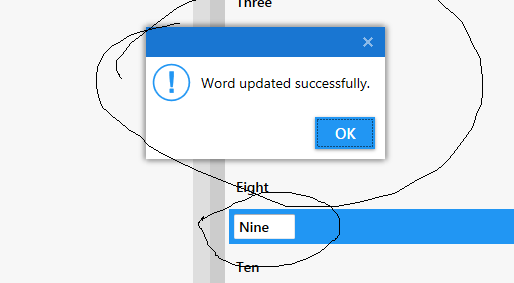 Three
Word updated successfully.
OK
Eight
Nine
Ten